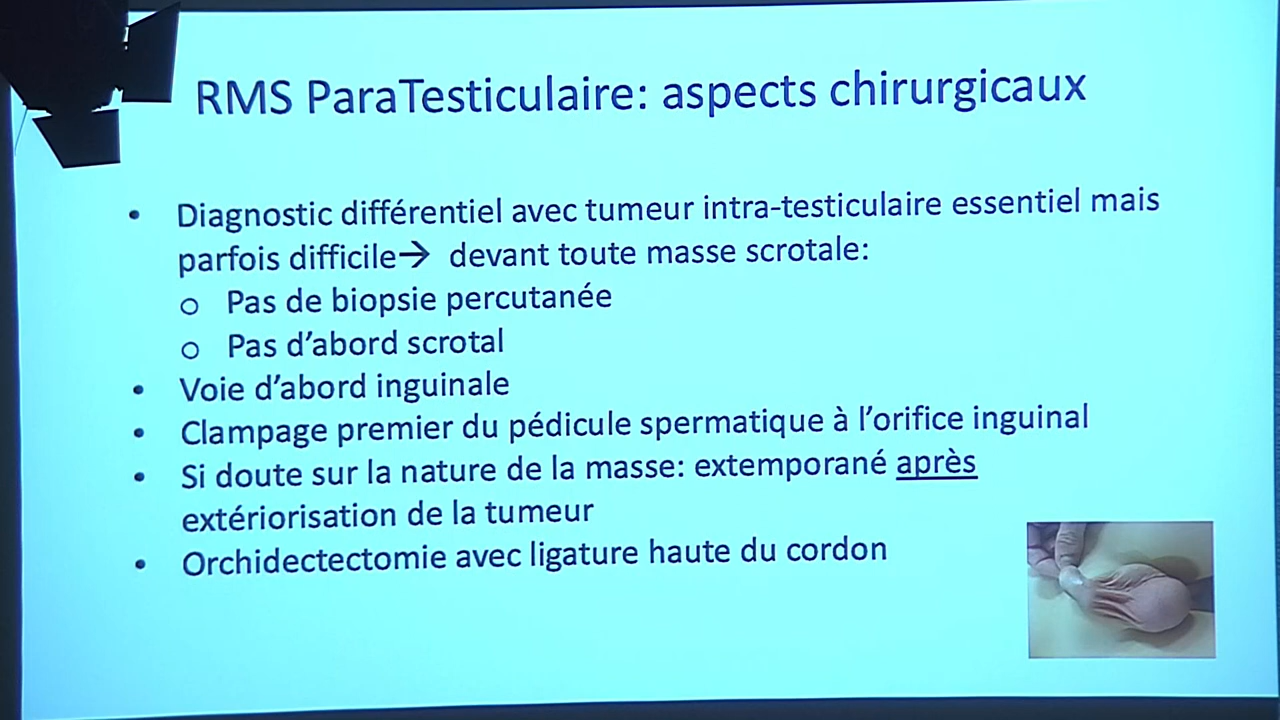 RMS ParaTesticulaire: aspects chirurgicaux
• Diagnostic différentiel avec tumeur intra-testiculaire essentiel mais
parfois difficile→ devant toute masse scrotale:
o Pas de biopsie percutanée
o Pas d’abord scrotal
• Voie d’abord inguinale
• Clampage premier du pédicule spermatique à l’orifice inguinal
• Si doute sur la nature de la masse: extemporané après
extériorisation de la tumeur
• Orchidectectomie avec ligature haute du cordon